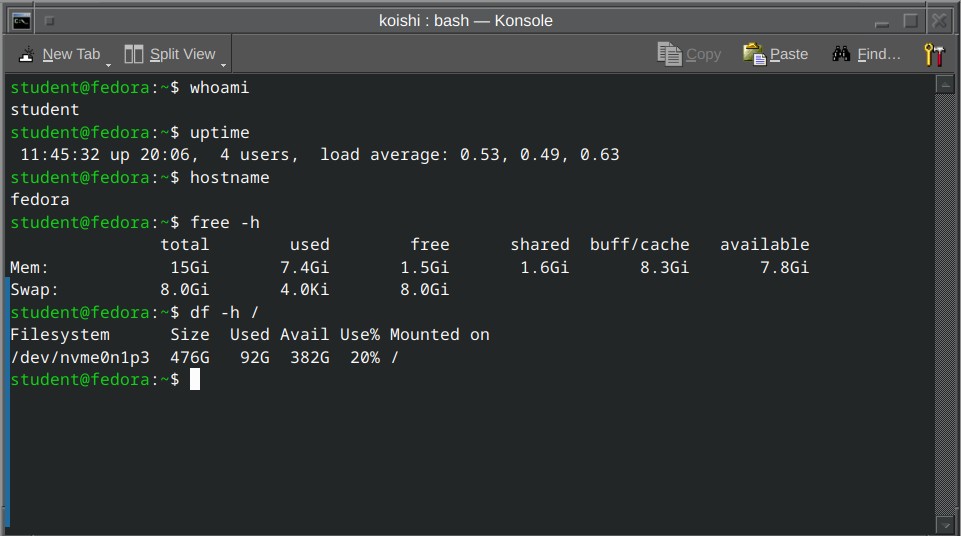 koishi : bash — Konsole
New Tab Split View Copy Paste Find...
student@fedora:~$ whoami
student
student@fedora:~$ uptime
 11:45:32 up 20:06,  4 users,  load average: 0.53, 0.49, 0.63
student@fedora:~$ hostname
fedora
student@fedora:~$ free -h
               total        used        free      shared  buff/cache   available
Mem:            15Gi       7.4Gi       1.5Gi       1.6Gi       8.3Gi       7.8Gi
Swap:          8.0Gi       4.0Ki       8.0Gi
student@fedora:~$ df -h /
Filesystem      Size  Used Avail Use% Mounted on
/dev/nvme0n1p3  476G   92G  382G  20% /
student@fedora:~$